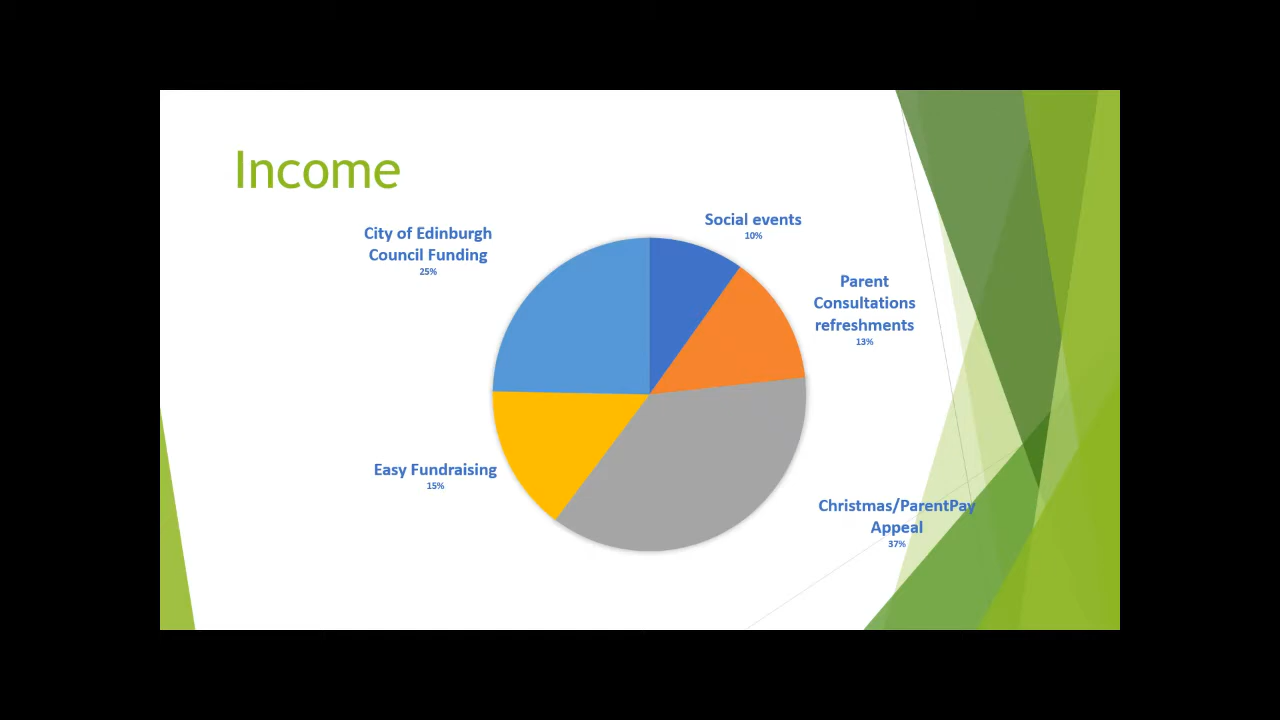 Income
Social events
10%
City of Edinburgh
Council Funding
25%
Parent
Consultations
refreshments
13%
Easy Fundraising
15%
Christmas/ParentPay
Appeal
37%